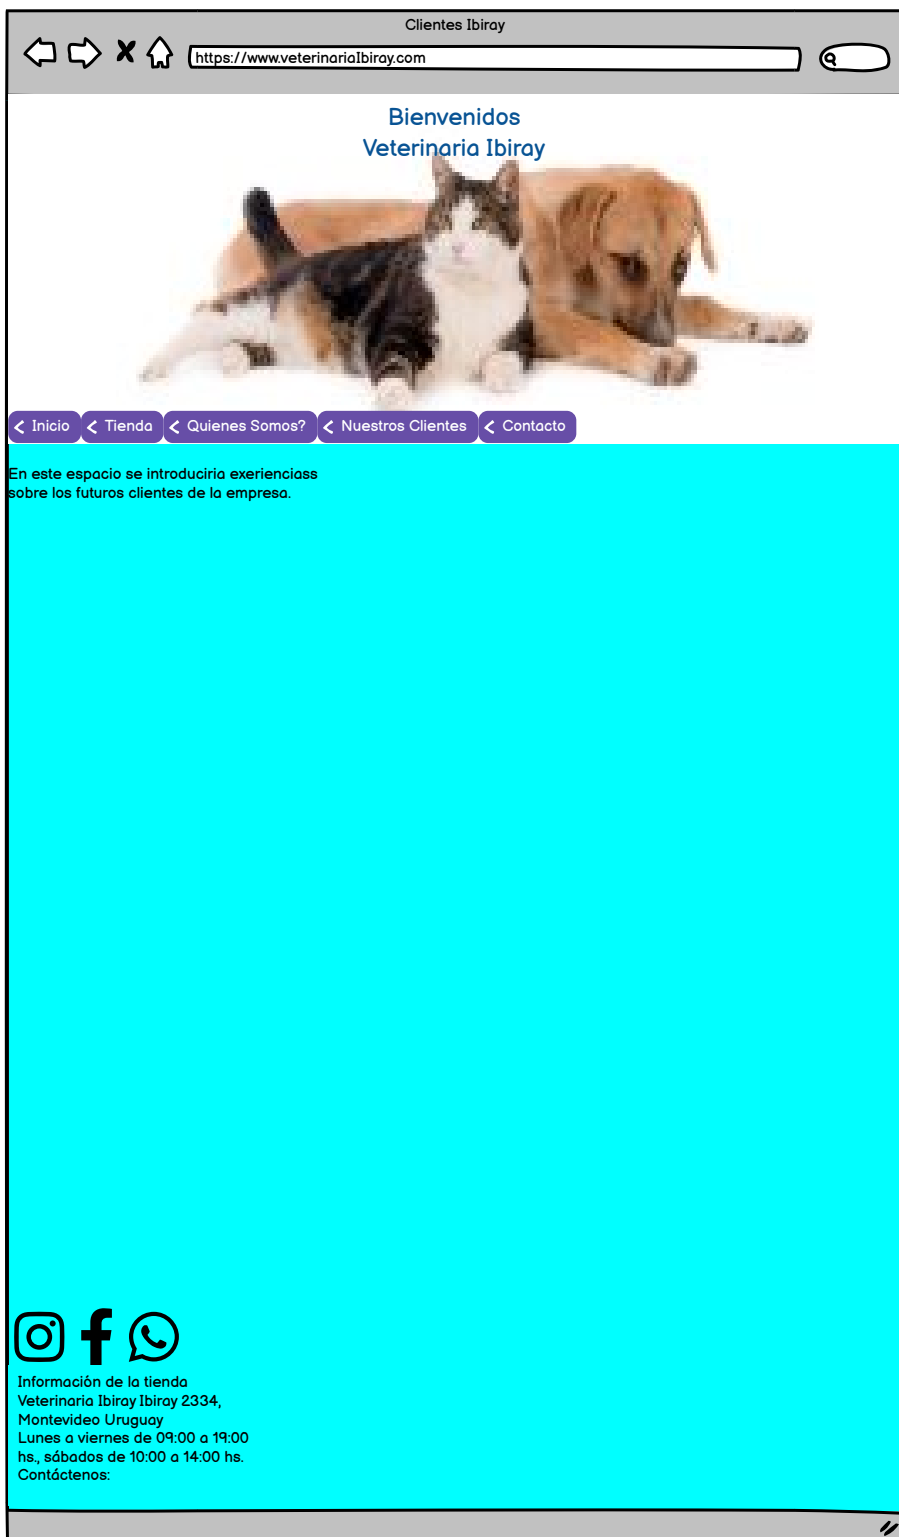 Clientes Ibiray
https://www.veterinariaIbiray.com
Bienvenidos
Veterinaria Ibiray
Inicio
Tienda
Quienes Somos?
Nuestros Clientes
Contacto
En este espacio se introduciria exerienciass
sobre los futuros clientes de la empresa.
Información de la tienda
Veterinaria Ibiray Ibiray 2334,
Montevideo Uruguay
Lunes a viernes de 09:00 a 19:00
hs., sábados de 10:00 a 14:00 hs.
Contáctenos: